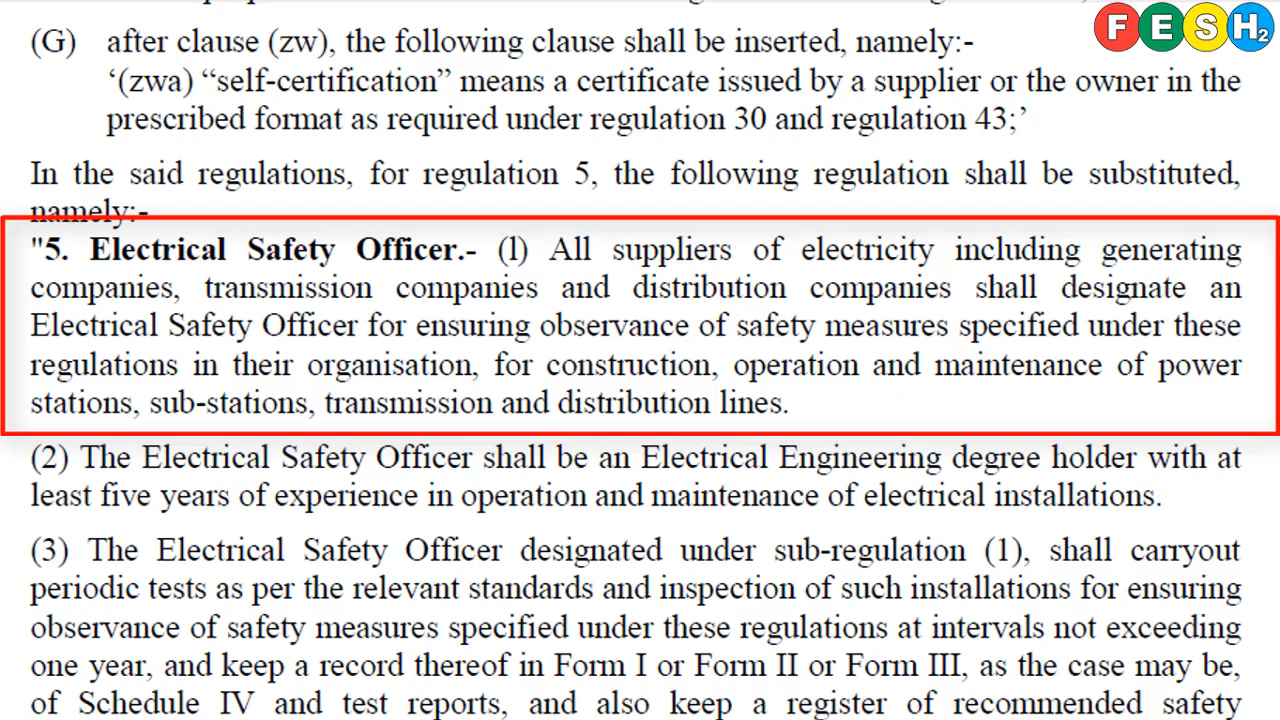 FESH2
(G) after clause (zw), the following clause shall be inserted, namely:-
‘(zwa) “self-certification” means a certificate issued by a supplier or the owner in the
prescribed format as required under regulation 30 and regulation 43;’
In the said regulations, for regulation 5, the following regulation shall be substituted,
namely:-
"5. Electrical Safety Officer.- (l) All suppliers of electricity including generating
companies, transmission companies and distribution companies shall designate an
Electrical Safety Officer for ensuring observance of safety measures specified under these
regulations in their organisation, for construction, operation and maintenance of power
stations, sub-stations, transmission and distribution lines.
(2) The Electrical Safety Officer shall be an Electrical Engineering degree holder with at
least five years of experience in operation and maintenance of electrical installations.
(3) The Electrical Safety Officer designated under sub-regulation (1), shall carryout
periodic tests as per the relevant standards and inspection of such installations for ensuring
observance of safety measures specified under these regulations at intervals not exceeding
one year, and keep a record thereof in Form I or Form II or Form III, as the case may be,
of Schedule IV and test reports, and also keep a register of recommended safety